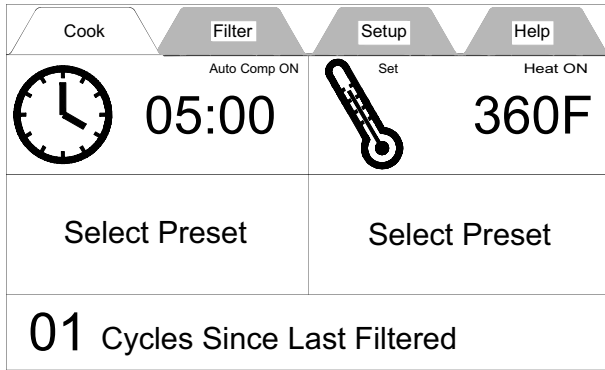 Cook Filter Setup Help
Auto Comp ON Set Heat ON
05:00 360F
Select Preset Select Preset
01 Cycles Since Last Filtered